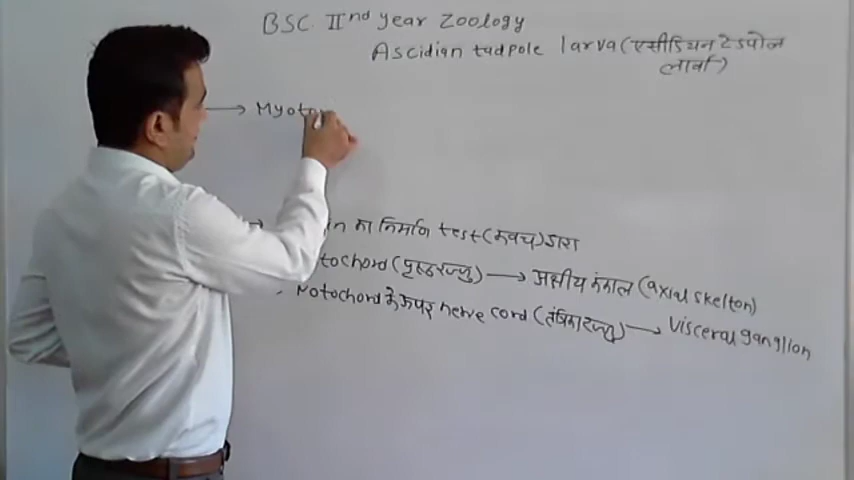 BSC IInd year Zoology
Ascidian tadpole larva (एसीडियन टेडपोल
लार्वा)
→ Myoto
का निर्माण test (कवच) द्वारा
tochord (पृष्ठरज्जु) → अक्षीय कंकाल (axial skelton)
Notochord के ऊपर nerve cord (तंत्रिकारज्जु) → visceral ganglion